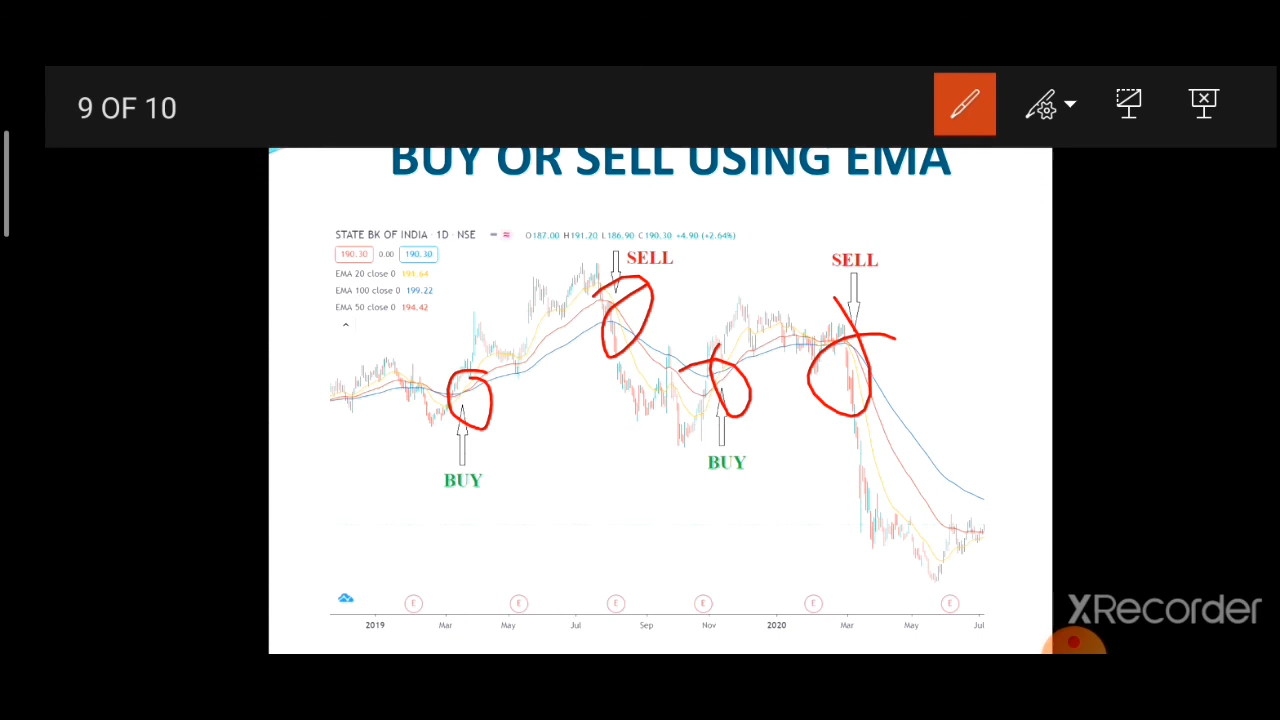 9 OF 10
BUY OR SELL USING EMA
STATE BK OF INDIA · 1D · NSE O187.00 H191.20 L186.90 C190.30 +4.90 (+2.64%)
190.30 0.00 190.30
EMA 20 close 0 191.64
EMA 100 close 0 199.22
EMA 50 close 0 194.42
SELL
SELL
BUY
BUY
E E E E E E
2019 Mar May Jul Sep Nov 2020 Mar May Jul
XRecorder